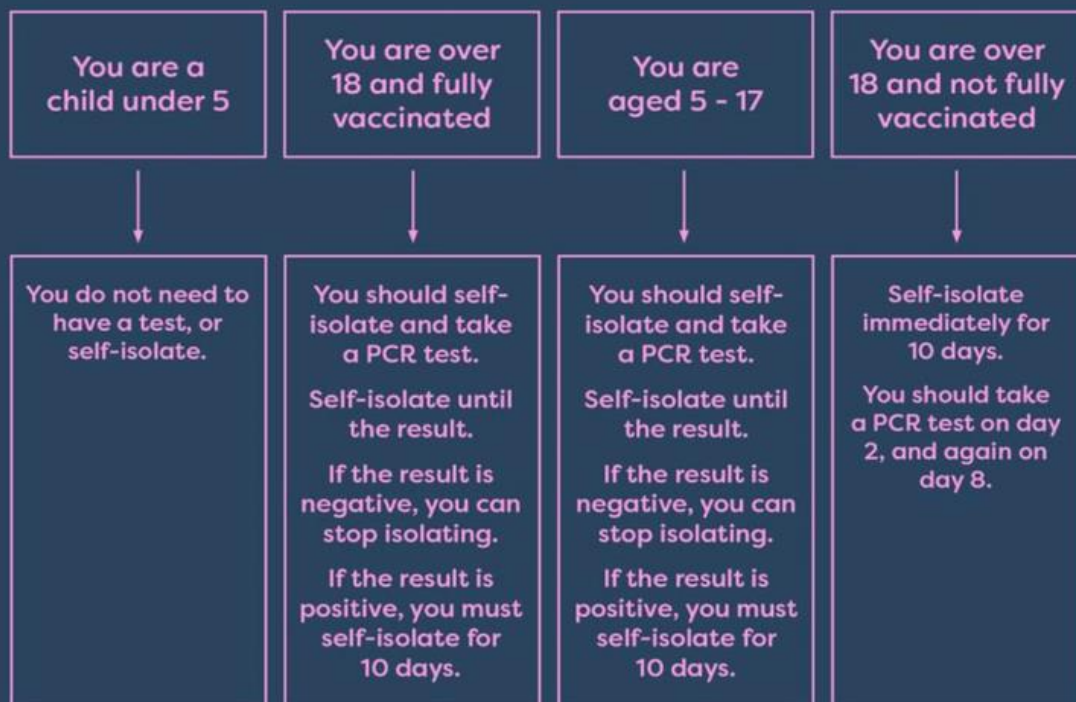 You are a
child under 5
You are over
18 and fully
vaccinated
You are
aged 5 - 17
You are over
18 and not fully
vaccinated
You do not need to
have a test, or
self-isolate.
You should self-
isolate and take
a PCR test.
Self-isolate until
the result.
If the result is
negative, you can
stop isolating.
If the result is
positive, you must
self-isolate for
10 days.
You should self-
isolate and take
a PCR test.
Self-isolate until
the result.
If the result is
negative, you can
stop isolating.
If the result is
positive, you must
self-isolate for
10 days.
Self-isolate
immediately for
10 days.
You should take
a PCR test on day
2, and again on
day 8.